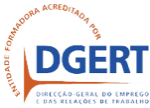 ENTIDADE FORMADORA ACREDITADA POR
DGERT
DIRECÇÃO-GERAL DO EMPREGO
E DAS RELAÇÕES DE TRABALHO